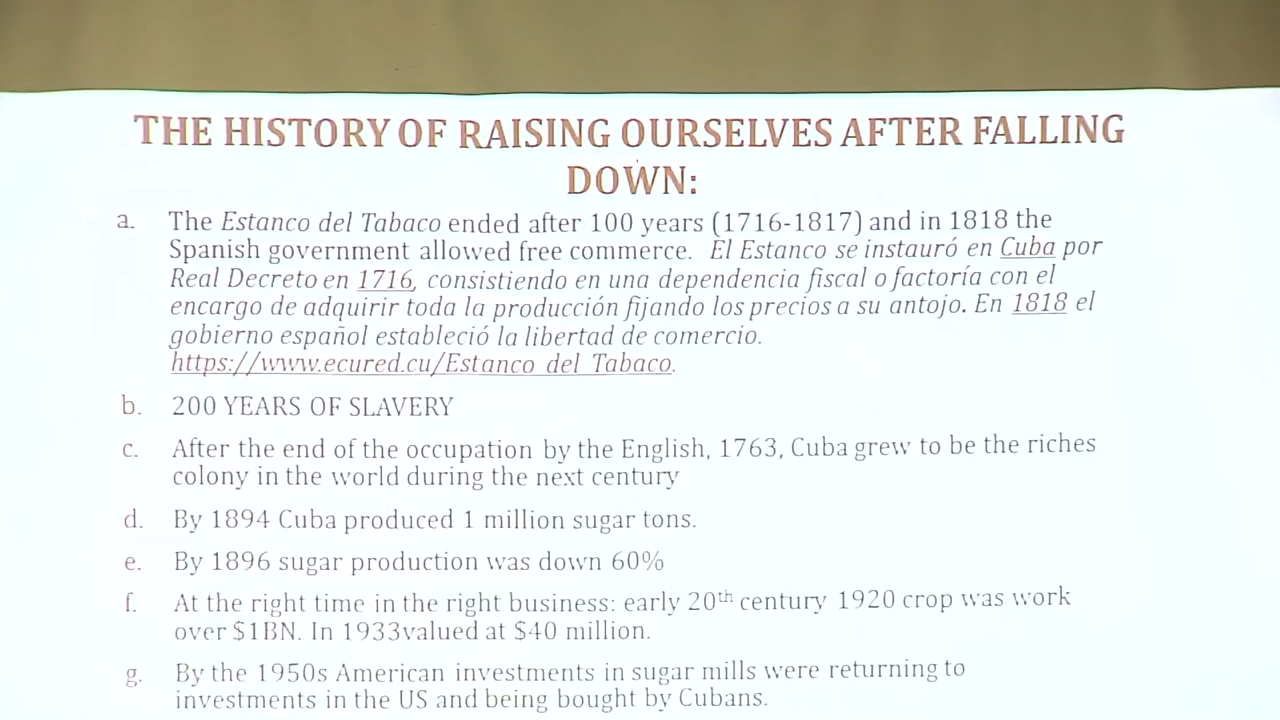 THE HISTORY OF RAISING OURSELVES AFTER FALLING
DOWN:
a. The Estanco del Tabaco ended after 100 years (1716-1817) and in 1818 the
Spanish government allowed free commerce. El Estanco se instauró en Cuba por
Real Decreto en 1716, consistiendo en una dependencia fiscal o factoría con el
encargo de adquirir toda la producción fijando los precios a su antojo. En 1818 el
gobierno español estableció la libertad de comercio.
https://www.ecured.cu/Estanco_del_Tabaco.
b. 200 YEARS OF SLAVERY
c. After the end of the occupation by the English, 1763, Cuba grew to be the riches
colony in the world during the next century
d. By 1894 Cuba produced 1 million sugar tons.
e. By 1896 sugar production was down 60%
f. At the right time in the right business: early 20th century 1920 crop was work
over $1BN. In 1933valued at $40 million.
g. By the 1950s American investments in sugar mills were returning to
investments in the US and being bought by Cubans.